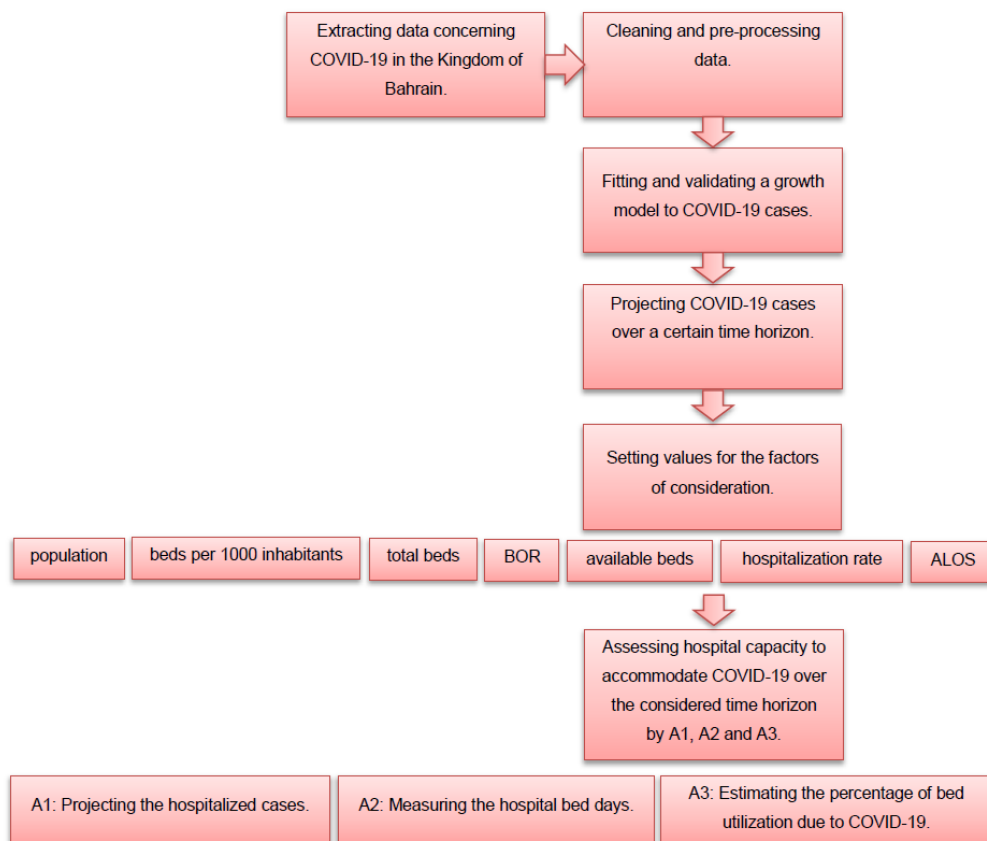 Extracting data concerning
COVID-19 in the Kingdom of
Bahrain.
Cleaning and pre-processing
data.
Fitting and validating a growth
model to COVID-19 cases.
Projecting COVID-19 cases
over a certain time horizon.
Setting values for the factors
of consideration.
population
beds per 1000 inhabitants
total beds
BOR
available beds
hospitalization rate
ALOS
Assessing hospital capacity to
accommodate COVID-19 over
the considered time horizon
by A1, A2 and A3.
A1: Projecting the hospitalized cases.
A2: Measuring the hospital bed days.
A3: Estimating the percentage of bed
utilization due to COVID-19.